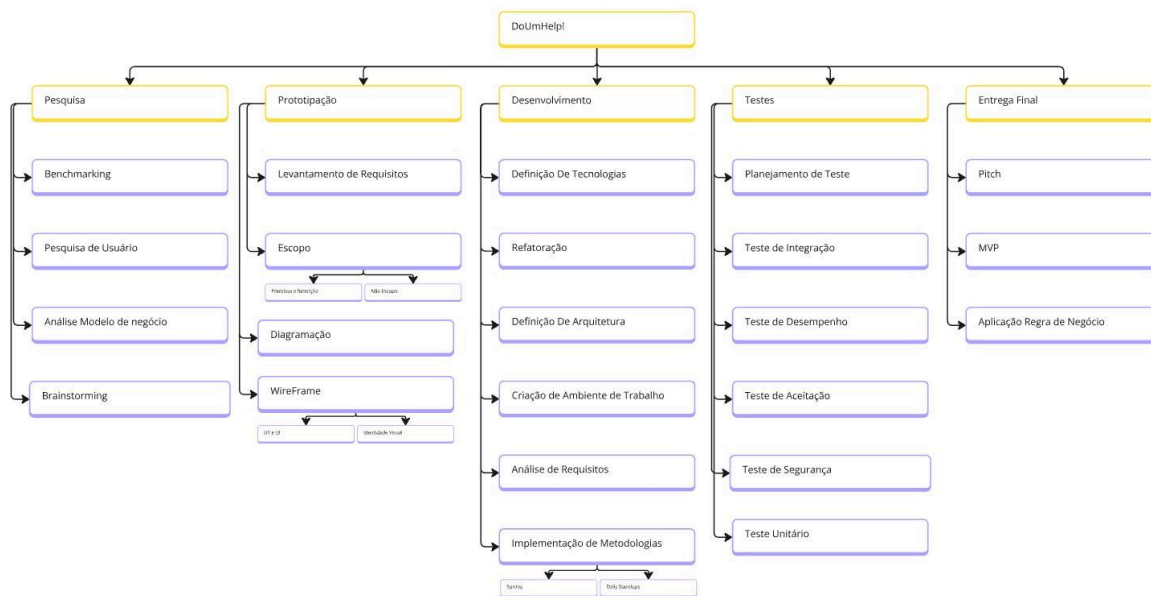 DoUmHelp!
Pesquisa
Benchmarking
Pesquisa de Usuário
Análise Modelo de negócio
Brainstorming
Prototipação
Levantamento de Requisitos
Escopo
Premissa e Restrição
Não Escopo
Diagramação
WireFrame
UX e UI
Identidade Visual
Desenvolvimento
Definição De Tecnologias
Refatoração
Definição De Arquitetura
Criação de Ambiente de Trabalho
Análise de Requisitos
Implementação de Metodologias
Daily Standups
Testes
Planejamento de Teste
Teste de Integração
Teste de Desempenho
Teste de Aceitação
Teste de Segurança
Teste Unitário
Entrega Final
Pitch
MVP
Aplicação Regra de Negócio